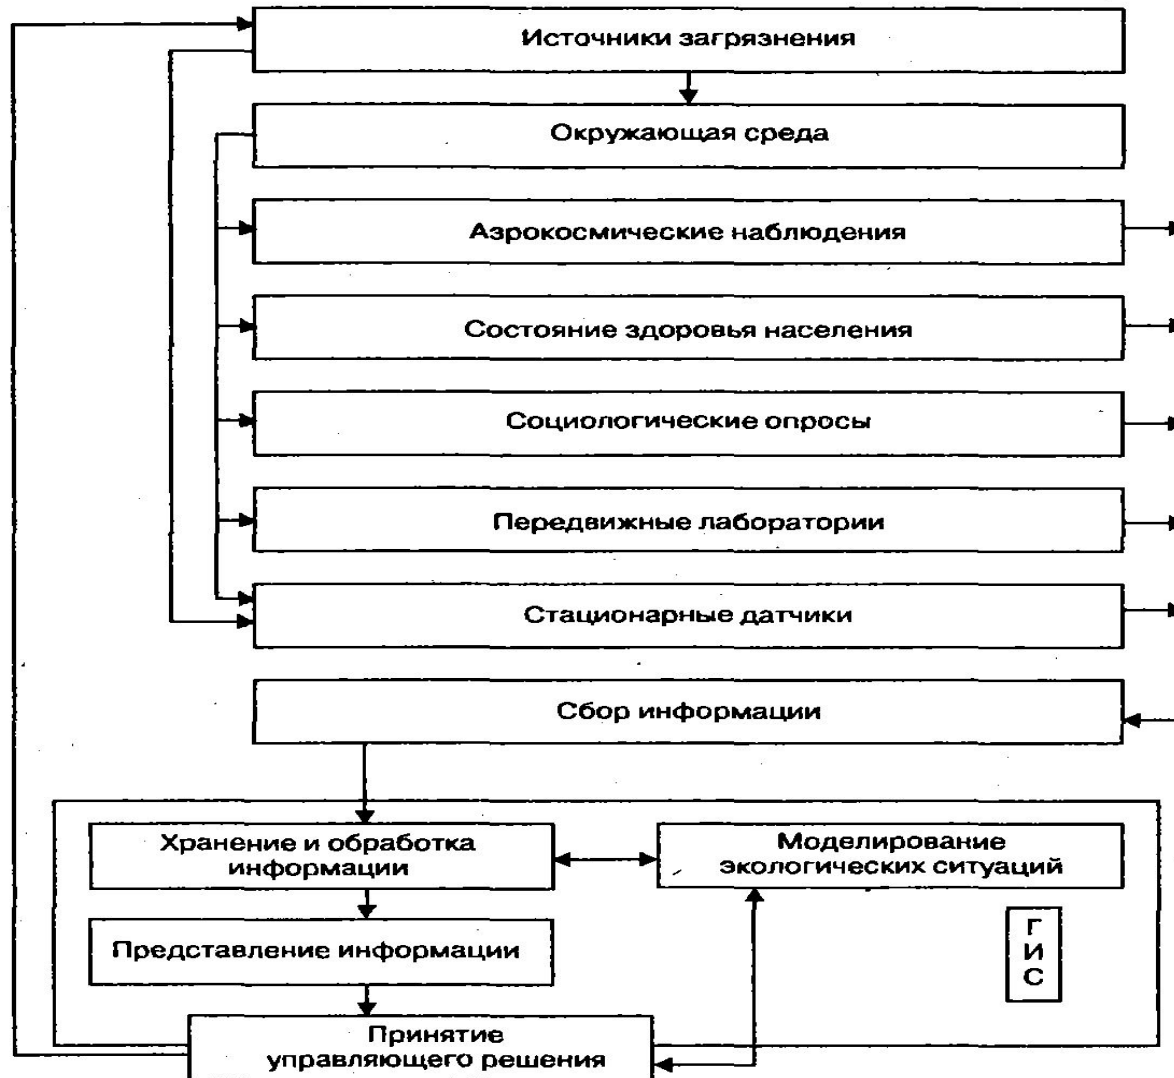 Источники загрязнения
Окружающая среда
Аэрокосмические наблюдения
Состояние здоровья населения
Социологические опросы
Передвижные лаборатории
Стационарные датчики
Сбор информации
Хранение и обработка
информации
Моделирование
экологических ситуаций
Представление информации
Г
И
С
Принятие
управляющего решения